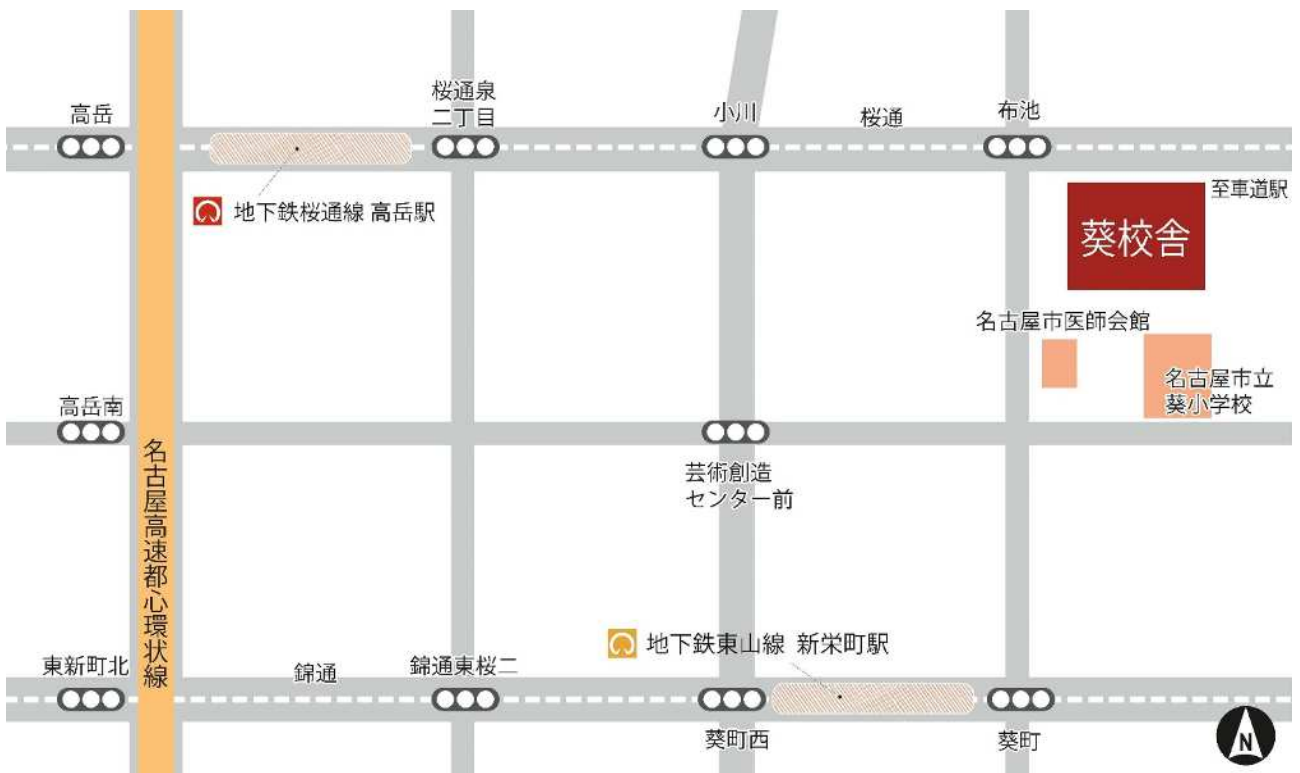 高岳
桜通泉
二丁目
小川
桜通
布池
至車道駅
地下鉄桜通線 高岳駅
葵校舎
名古屋市医師会館
名古屋市立
葵小学校
高岳南
芸術創造
センター前
名古屋高速都心環状線
地下鉄東山線 新栄町駅
東新町北
錦通
錦通東桜二
葵町西
葵町
N